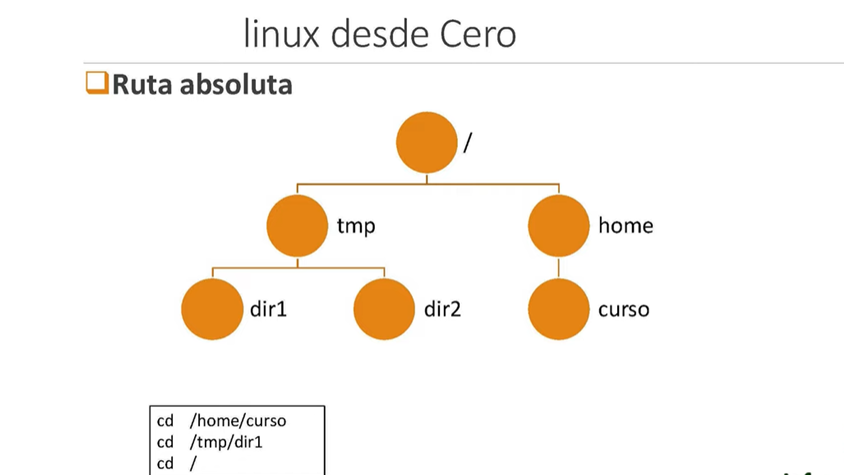 linux desde Cero
Ruta absoluta
/
tmp
home
dir1
dir2
curso
cd /home/curso
cd /tmp/dir1
cd /